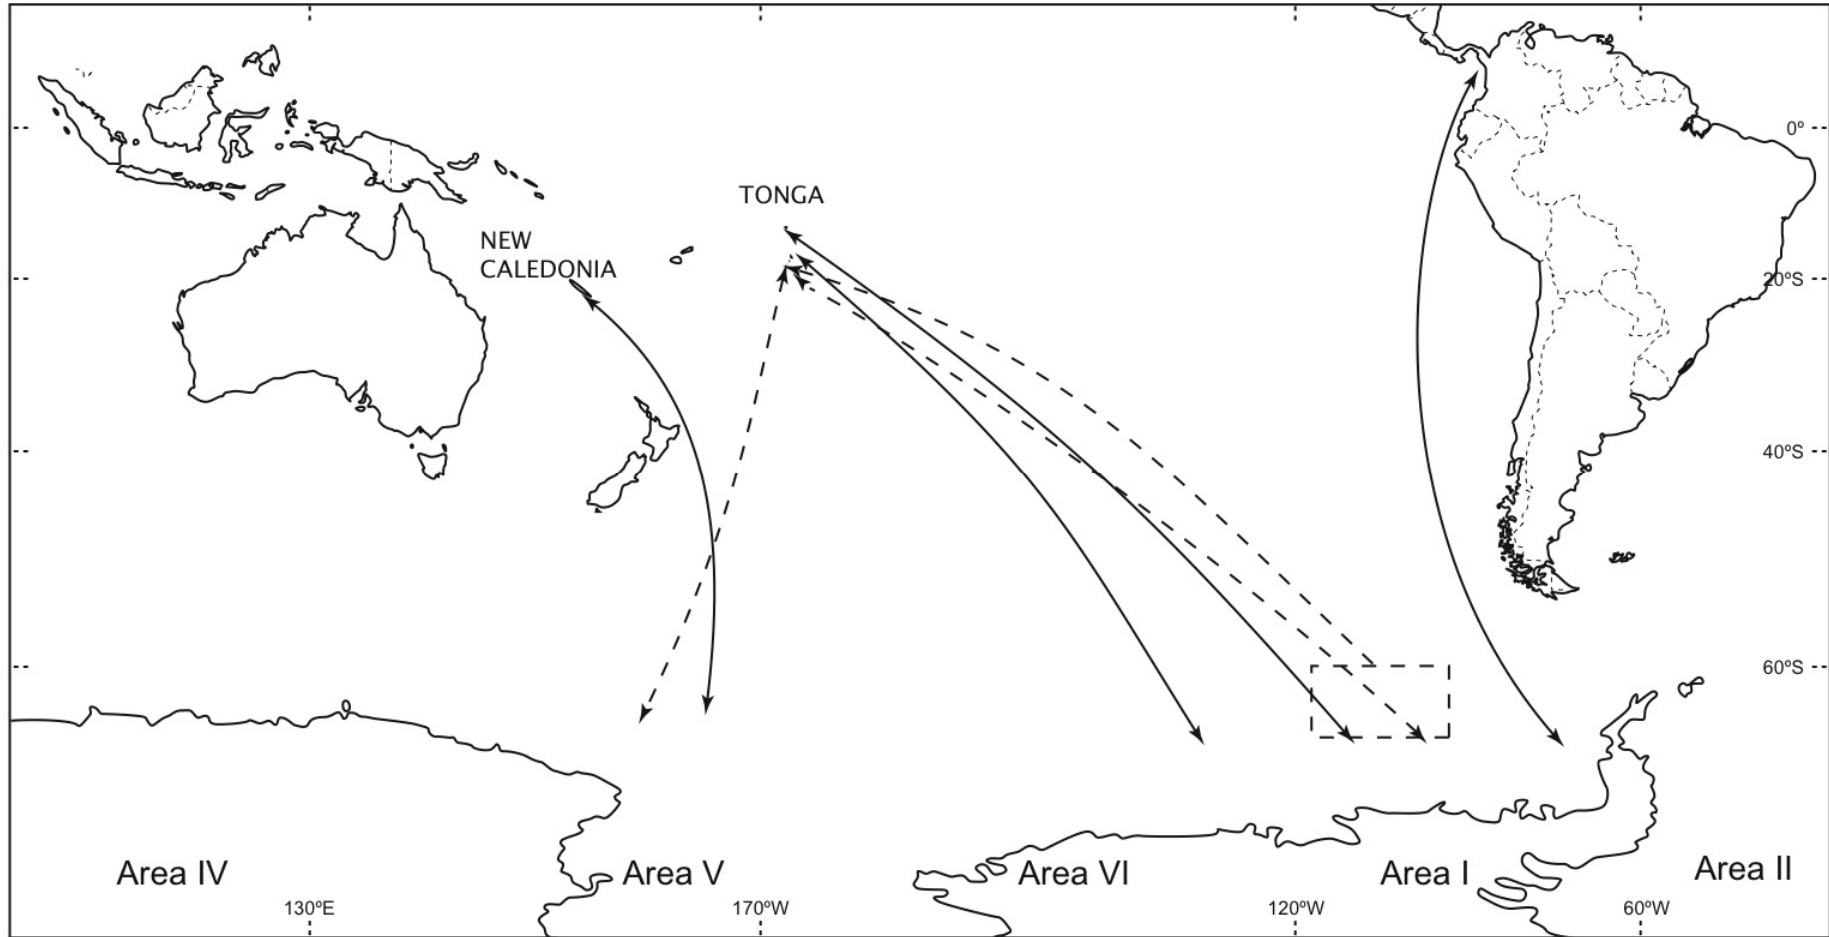 0º
TONGA
NEW
CALEDONIA
20ºS
40ºS
60ºS
Area IV
Area V
Area VI
Area I
Area II
130ºE
170ºW
120ºW
60ºW